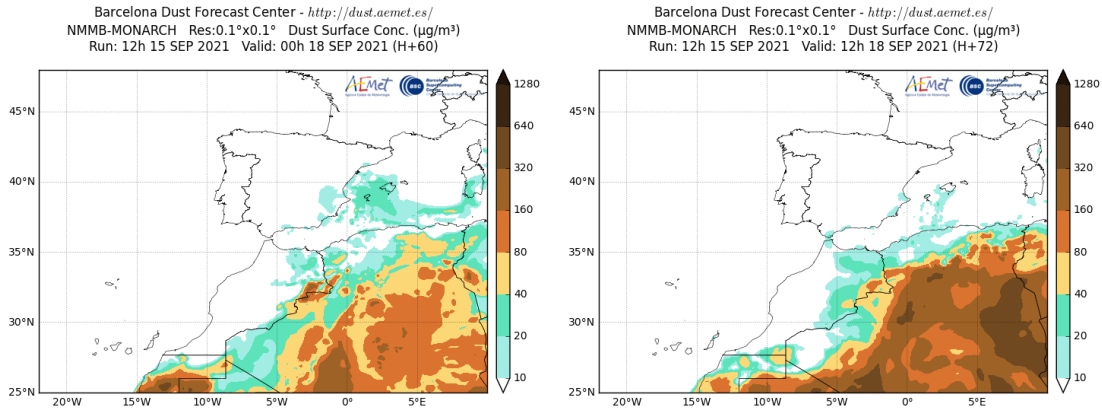 Barcelona Dust Forecast Center - http://dust.aemet.es/
NMMB-MONARCH Res:0.1°x0.1° Dust Surface Conc. (µg/m³)
Run: 12h 15 SEP 2021 Valid: 00h 18 SEP 2021 (H+60)
AEMet
BSC
45°N
40°N
35°N
30°N
25°N
20°W
15°W
10°W
5°W
0°
5°E
1280
640
320
160
80
40
20
10
Barcelona Dust Forecast Center - http://dust.aemet.es/
NMMB-MONARCH Res:0.1°x0.1° Dust Surface Conc. (µg/m³)
Run: 12h 15 SEP 2021 Valid: 12h 18 SEP 2021 (H+72)
AEMet
BSC
45°N
40°N
35°N
30°N
25°N
20°W
15°W
10°W
5°W
0°
5°E
1280
640
320
160
80
40
20
10